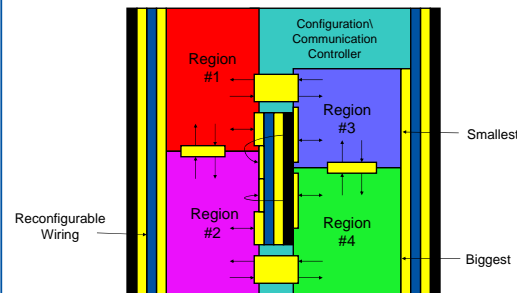 Configuration\
Communication
Controller
Region
#1
Region
#3
Smallest
Region
#2
Region
#4
Reconfigurable
Wiring
Biggest